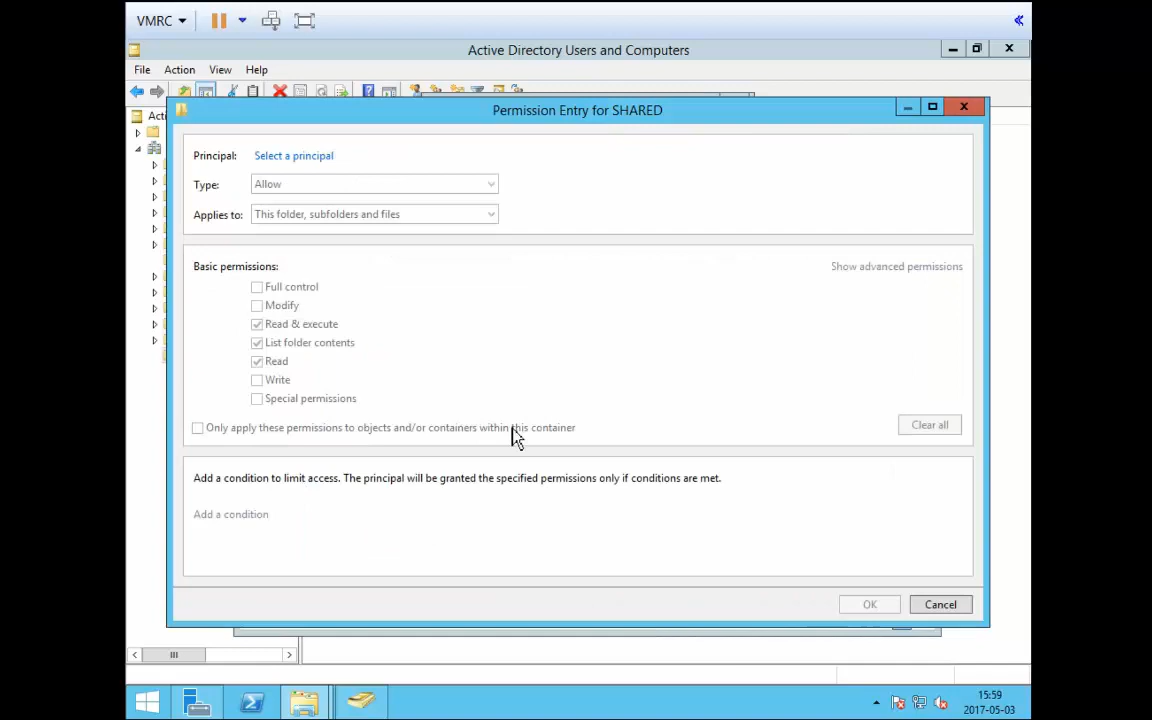 VMRC
Active Directory Users and Computers
File Action View Help
Acti
Permission Entry for SHARED
Principal: Select a principal
Type: Allow
Applies to: This folder, subfolders and files
Basic permissions:
Show advanced permissions
Full control
Modify
Read & execute
List folder contents
Read
Write
Special permissions
Only apply these permissions to objects and/or containers within this container
Clear all
Add a condition to limit access. The principal will be granted the specified permissions only if conditions are met.
Add a condition
OK Cancel
15:59
2017-05-03